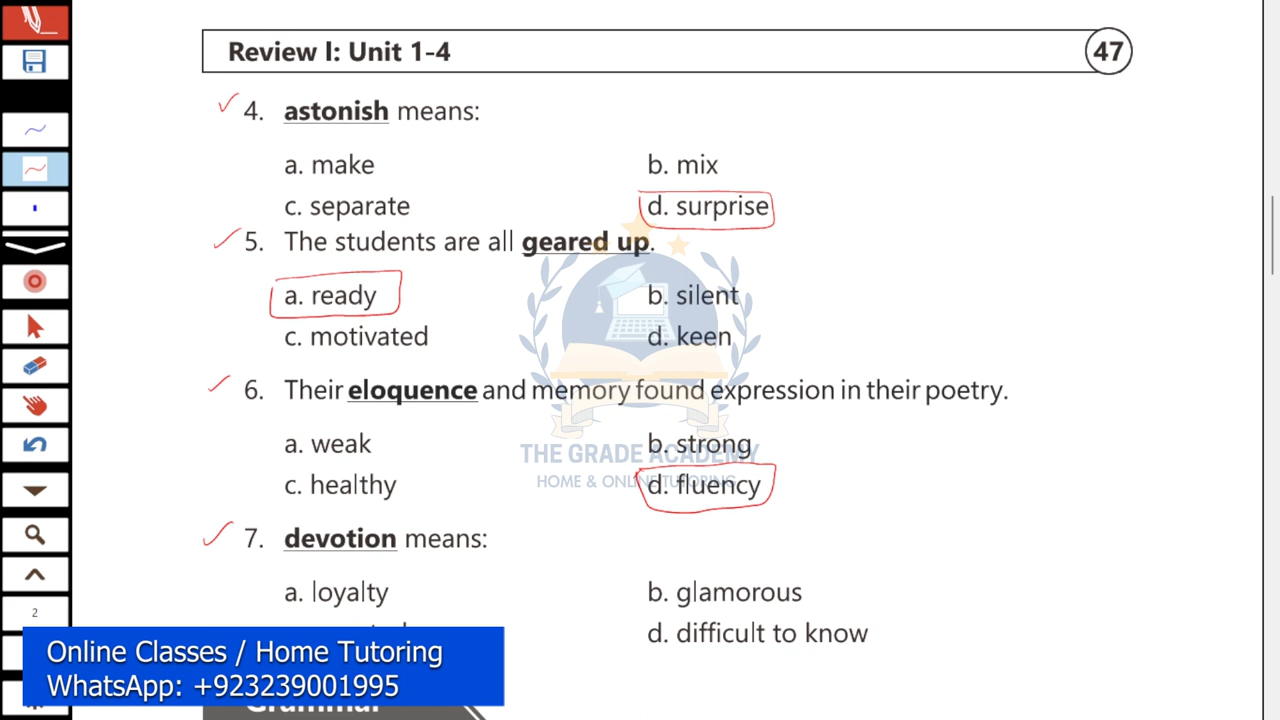 Review l: Unit 1-4
47
4. astonish means:
a. make
b. mix
c. separate
d. surprise
5. The students are all geared up.
a. ready
b. silent
c. motivated
d. keen
6. Their eloquence and memory found expression in their poetry.
a. weak
b. strong
THE GRADE ACADEMY
c. healthy
d. fluency
HOME & ONLINE TUTORING
7. devotion means:
a. loyalty
b. glamorous
d. difficult to know
2
Online Classes / Home Tutoring
WhatsApp: +923239001995
Grammar